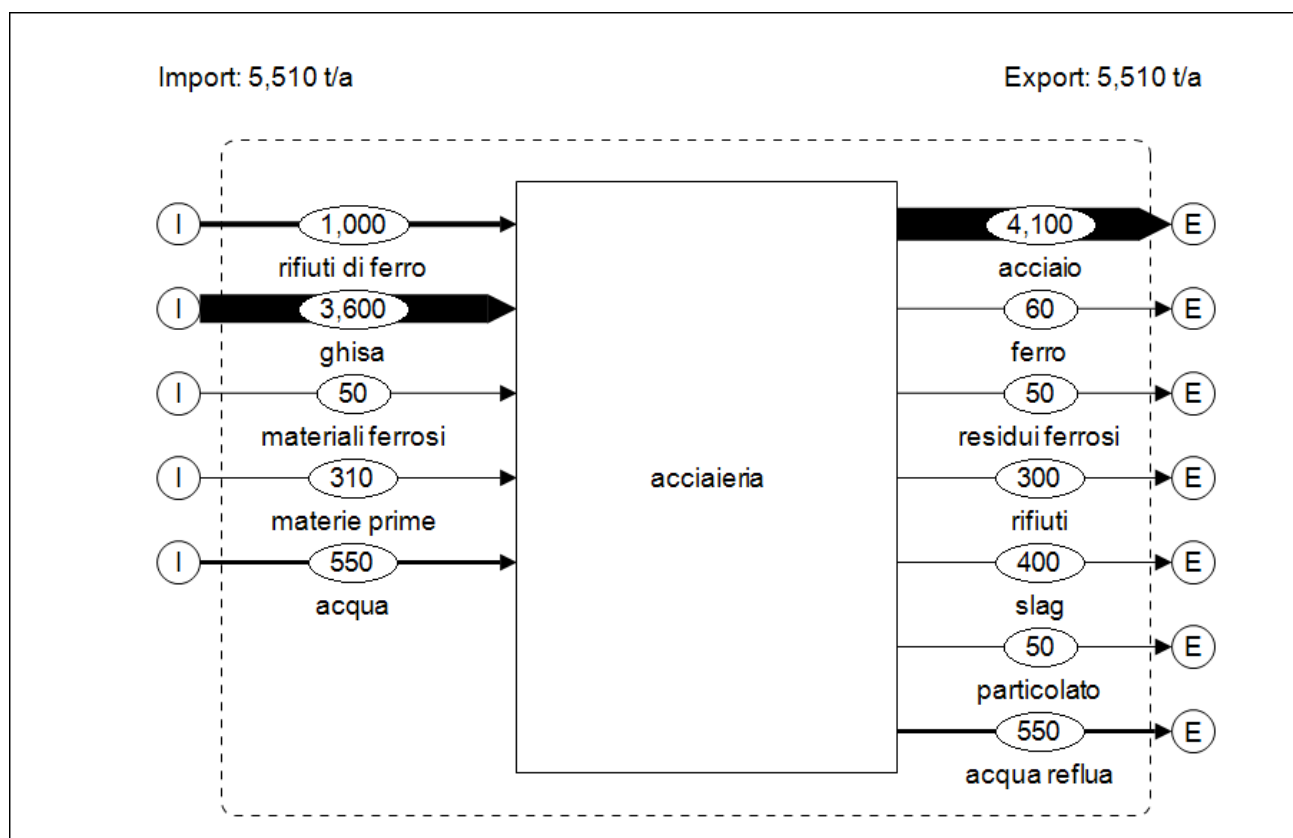 Import: 5,510 t/a
Export: 5,510 t/a
I
1,000
4,100
E
rifiuti di ferro
acciaio
I
3,600
60
E
ghisa
ferro
I
50
50
E
materiali ferrosi
residui ferrosi
I
310
acciaieria
300
E
materie prime
rifiuti
I
550
400
E
acqua
slag
50
E
particolato
550
E
acqua reflua